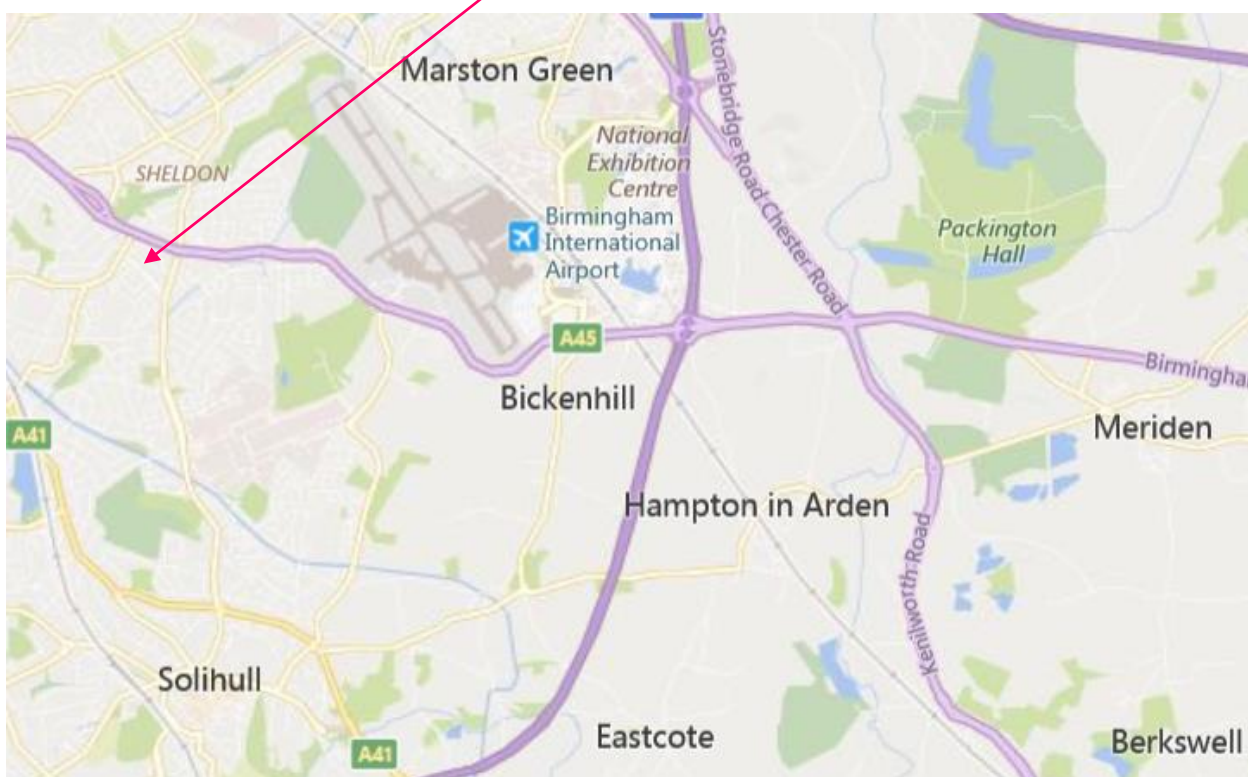 Marston Green
Stonebridge Road
Chester Road
National
Exhibition
Centre
SHELDON
Birmingham
International
Airport
Packington
Hall
A45
Birmingha
Bickenhill
Meriden
A41
Hampton in Arden
Kenilworth Road
Solihull
Eastcote
Berkswell
A41